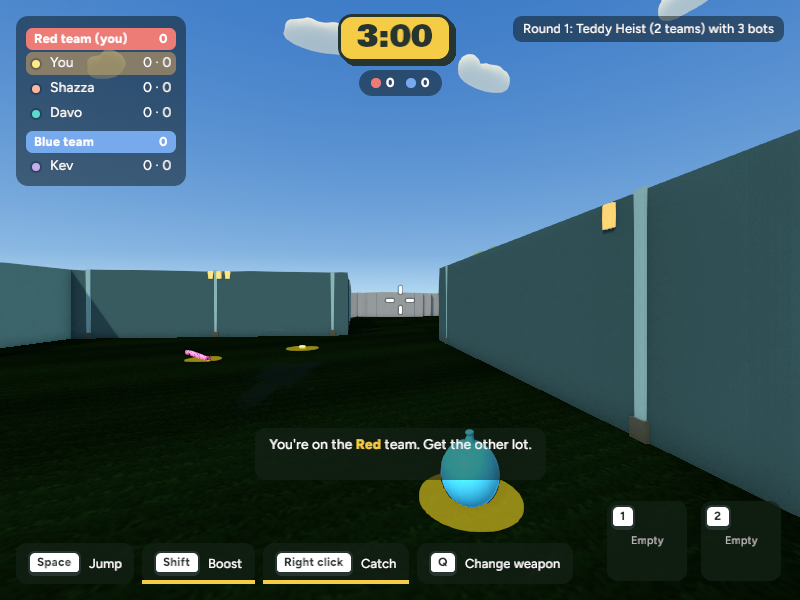 Red team (you) 0
You 0 · 0
Shazza 0 · 0
Davo 0 · 0
Blue team 0
Kev 0 · 0
3:00
0 0
Round 1: Teddy Heist (2 teams) with 3 bots
You're on the Red team. Get the other lot.
1 Empty
2 Empty
Space Jump
Shift Boost
Right click Catch
Q Change weapon